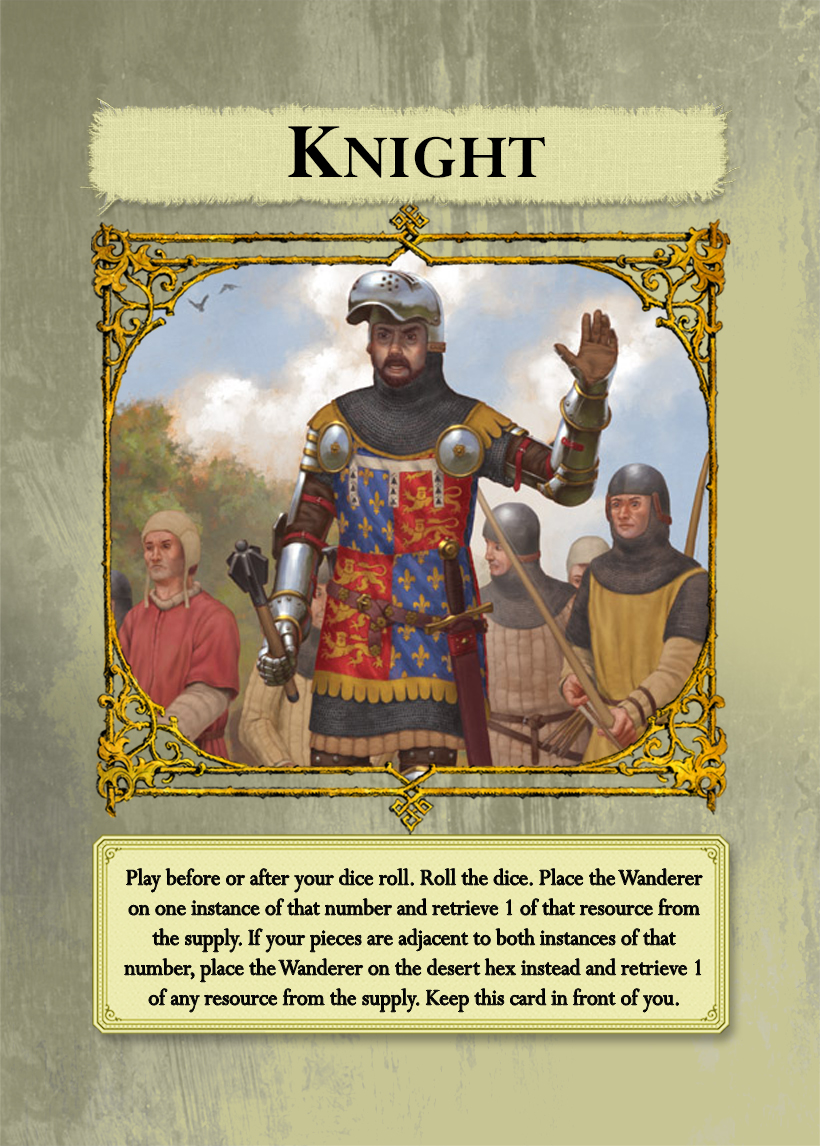 KNIGHT
Play before or after your dice roll. Roll the dice. Place the Wanderer
on one instance of that number and retrieve 1 of that resource from
the supply. If your pieces are adjacent to both instances of that
number, place the Wanderer on the desert hex instead and retrieve 1
of any resource from the supply. Keep this card in front of you.